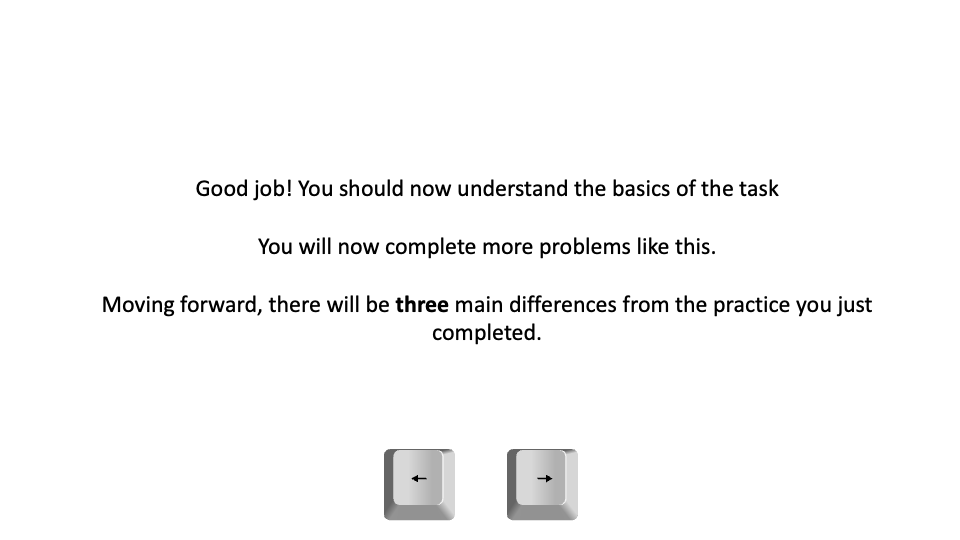 Good job! You should now understand the basics of the task
You will now complete more problems like this.
Moving forward, there will be three main differences from the practice you just
completed.
← →